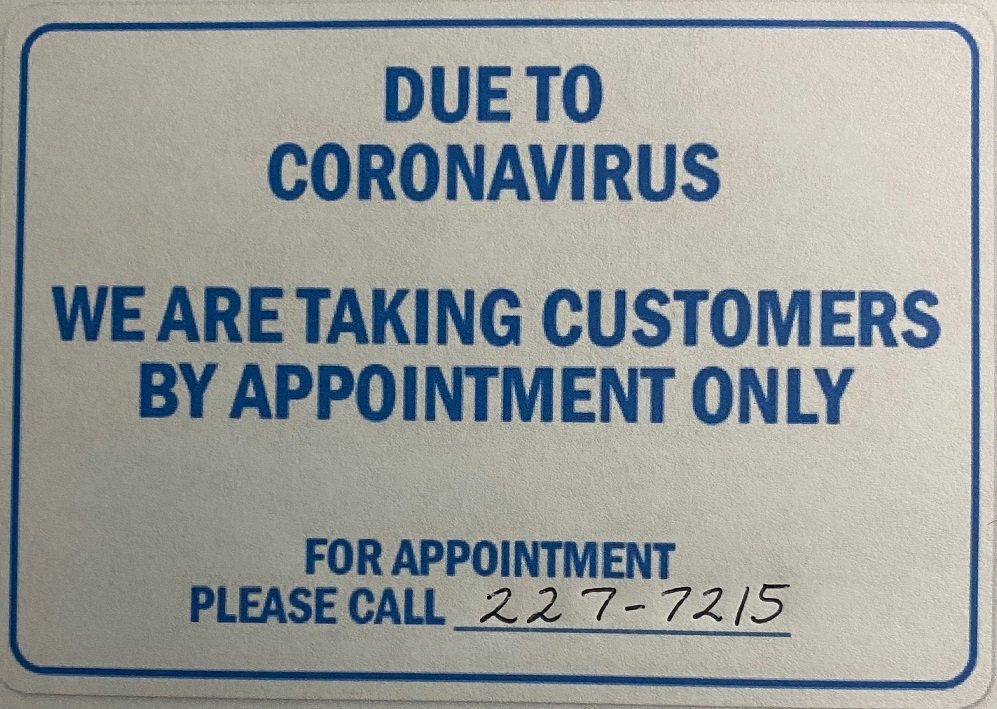 DUE TO
CORONAVIRUS
WE ARE TAKING CUSTOMERS
BY APPOINTMENT ONLY
FOR APPOINTMENT
PLEASE CALL 227-7215